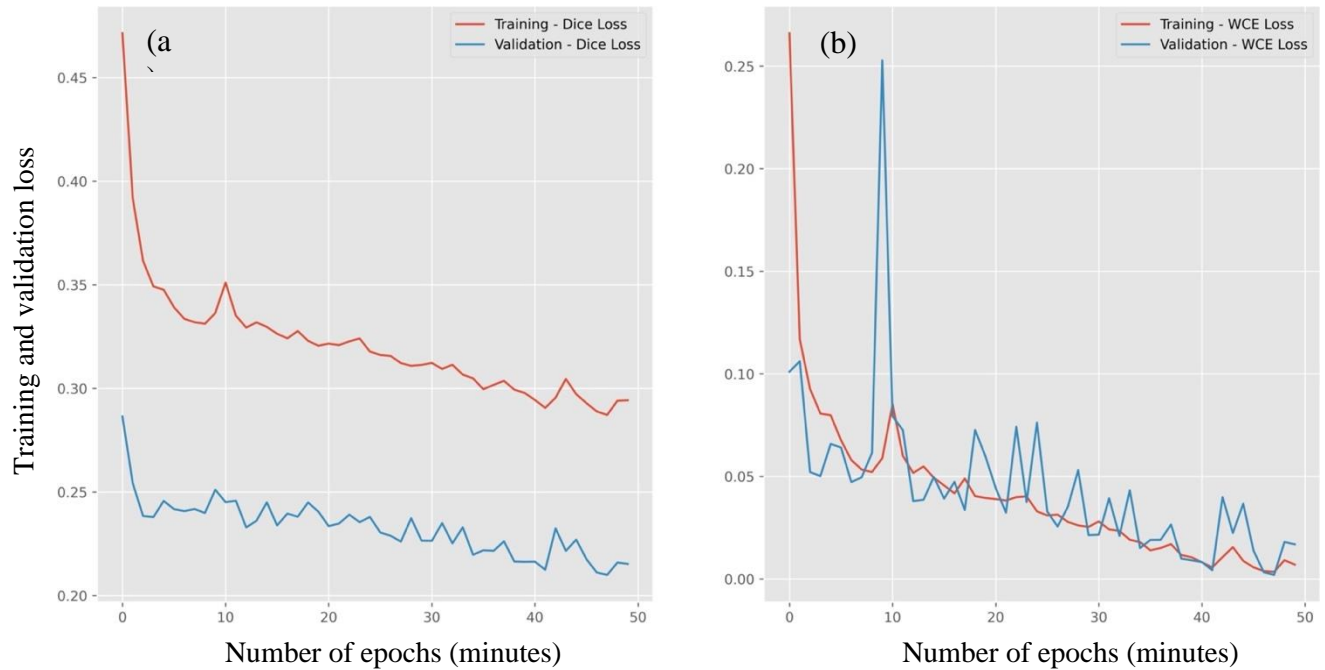 (a
Training - Dice Loss
Validation - Dice Loss
0.45
0.40
0.35
0.30
0.25
0.20
0
10
20
30
40
50
Number of epochs (minutes)
Training and validation loss
(b)
Training - WCE Loss
Validation - WCE Loss
0.25
0.20
0.15
0.10
0.05
0.00
0
10
20
30
40
50
Number of epochs (minutes)